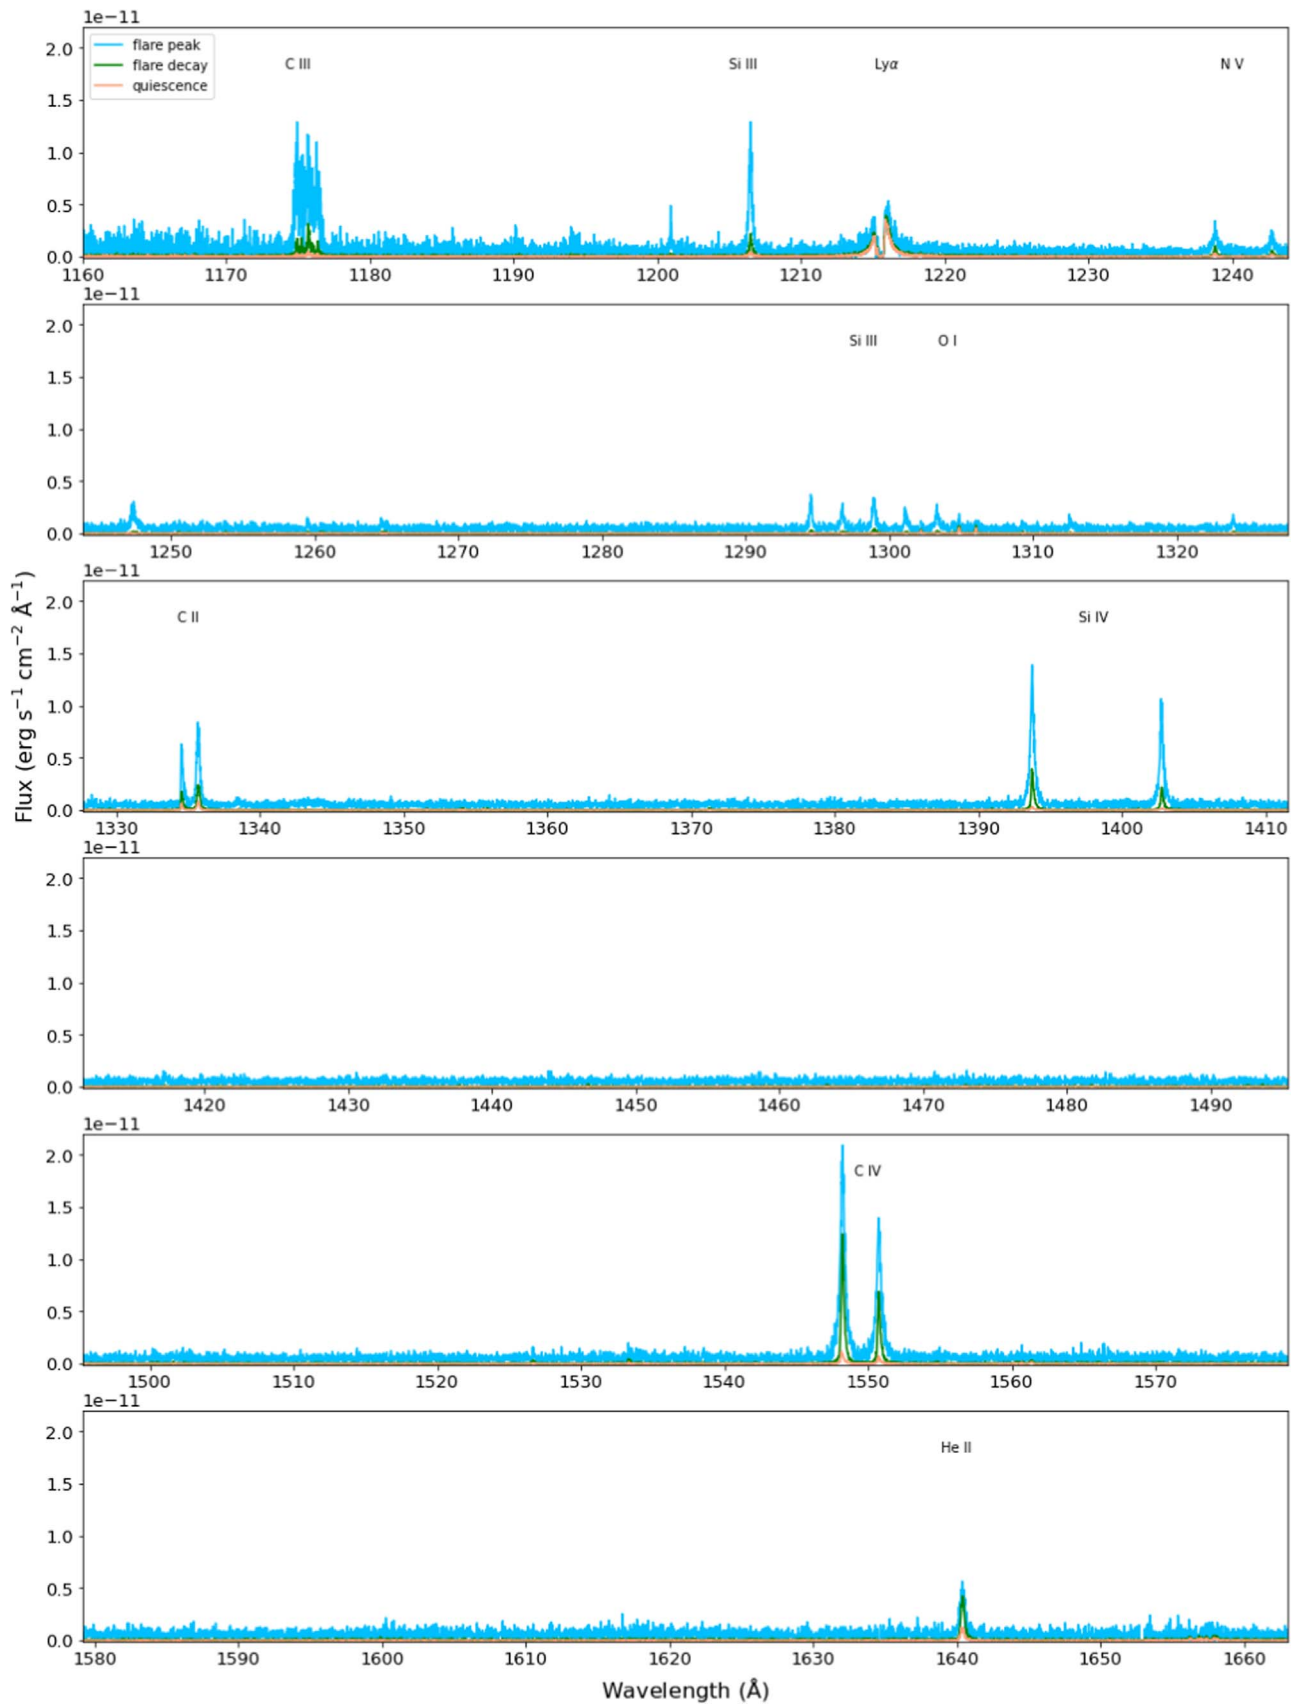 1e−11
flare peak
flare decay
quiescence
C III
Si III
Lyα
N V
2.0
1.5
1.0
0.5
0.0
1160 1170 1180 1190 1200 1210 1220 1230 1240
1e−11
Si III
O I
2.0
1.5
1.0
0.5
0.0
1250 1260 1270 1280 1290 1300 1310 1320
1e−11
C II
Si IV
2.0
1.5
1.0
0.5
0.0
1330 1340 1350 1360 1370 1380 1390 1400 1410
Flux (erg s⁻¹ cm⁻² Å⁻¹)
1e−11
2.0
1.5
1.0
0.5
0.0
1420 1430 1440 1450 1460 1470 1480 1490
1e−11
C IV
2.0
1.5
1.0
0.5
0.0
1500 1510 1520 1530 1540 1550 1560 1570
1e−11
He II
2.0
1.5
1.0
0.5
0.0
1580 1590 1600 1610 1620 1630 1640 1650 1660
Wavelength (Å)